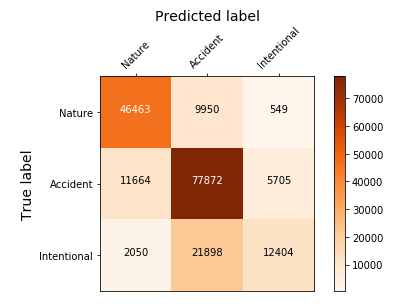 Predicted label
Nature Accident Intentional
Nature 46463 9950 549
Accident 11664 77872 5705
Intentional 2050 21898 12404
True label
70000
60000
50000
40000
30000
20000
10000